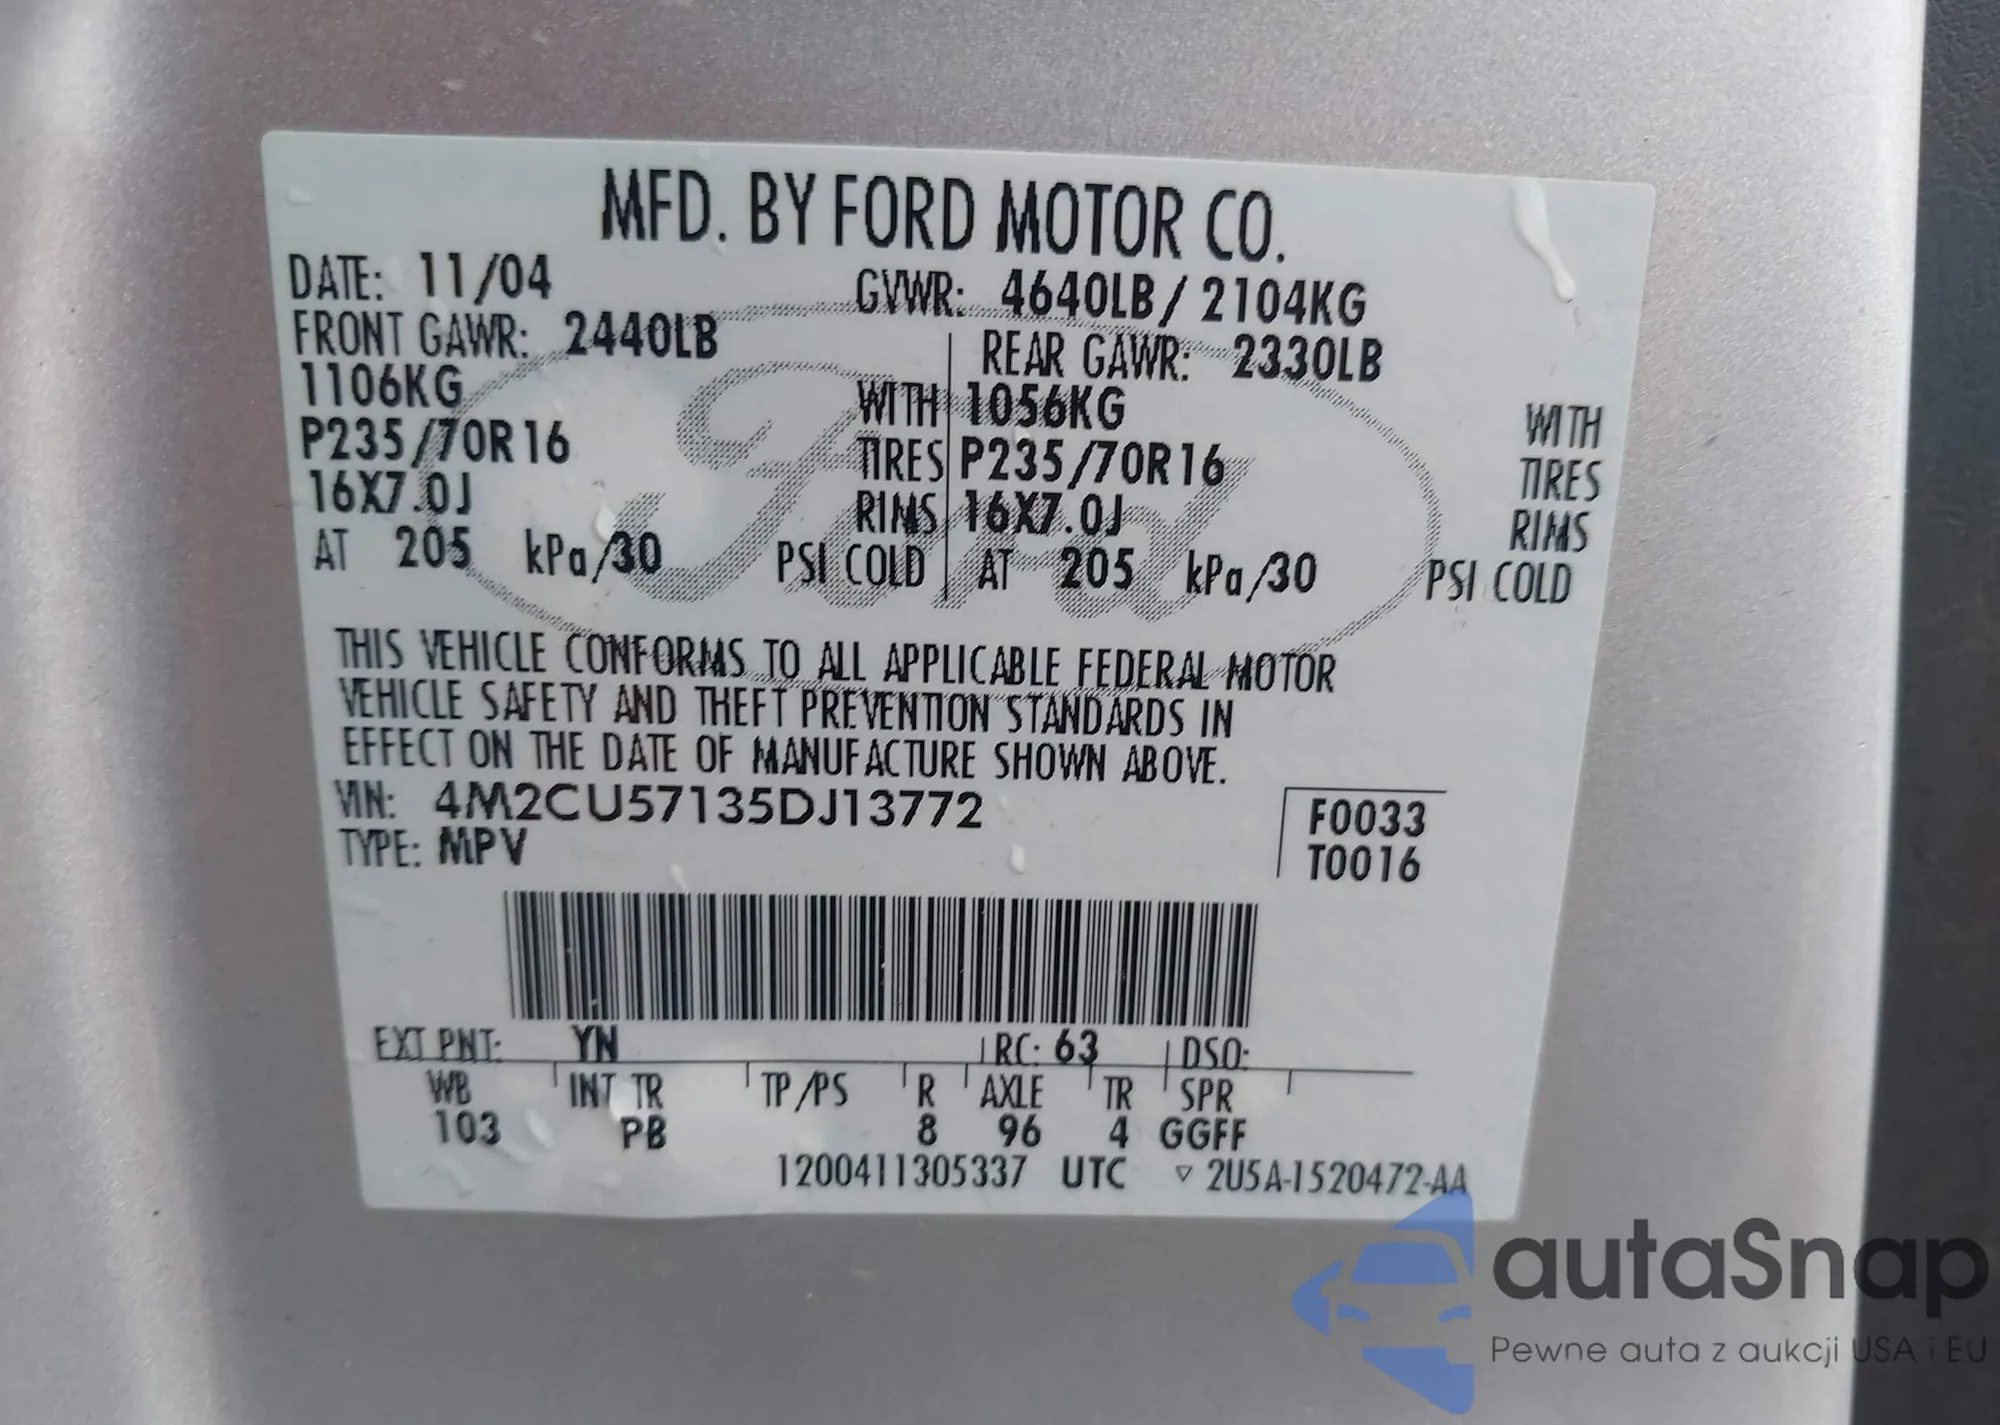 MFD. BY FORD MOTOR CO.
DATE: 11/04 GVWR: 4640LB / 2104KG
FRONT GAWR: 2440LB REAR GAWR: 2330LB
1106KG WITH 1056KG WITH
P235/70R16 TIRES P235/70R16 TIRES
16X7.0J RIMS 16X7.0J RIMS
AT 205 kPa/30 PSI COLD AT 205 kPa/30 PSI COLD
Ford
THIS VEHICLE CONFORMS TO ALL APPLICABLE FEDERAL MOTOR
VEHICLE SAFETY AND THEFT PREVENTION STANDARDS IN
EFFECT ON THE DATE OF MANUFACTURE SHOWN ABOVE.
VIN: 4M2CU57135DJ13772 F0033
TYPE: MPV T0016
EXT PNT: YN RC: 63 DSO:
WB INT TR TP/PS R AXLE TR SPR
103 PB 8 96 4 GGFF
1200411305337 UTC ▽ 2U5A-1520472-AA
autaSnap
Pewne auta z aukcji USA i EU